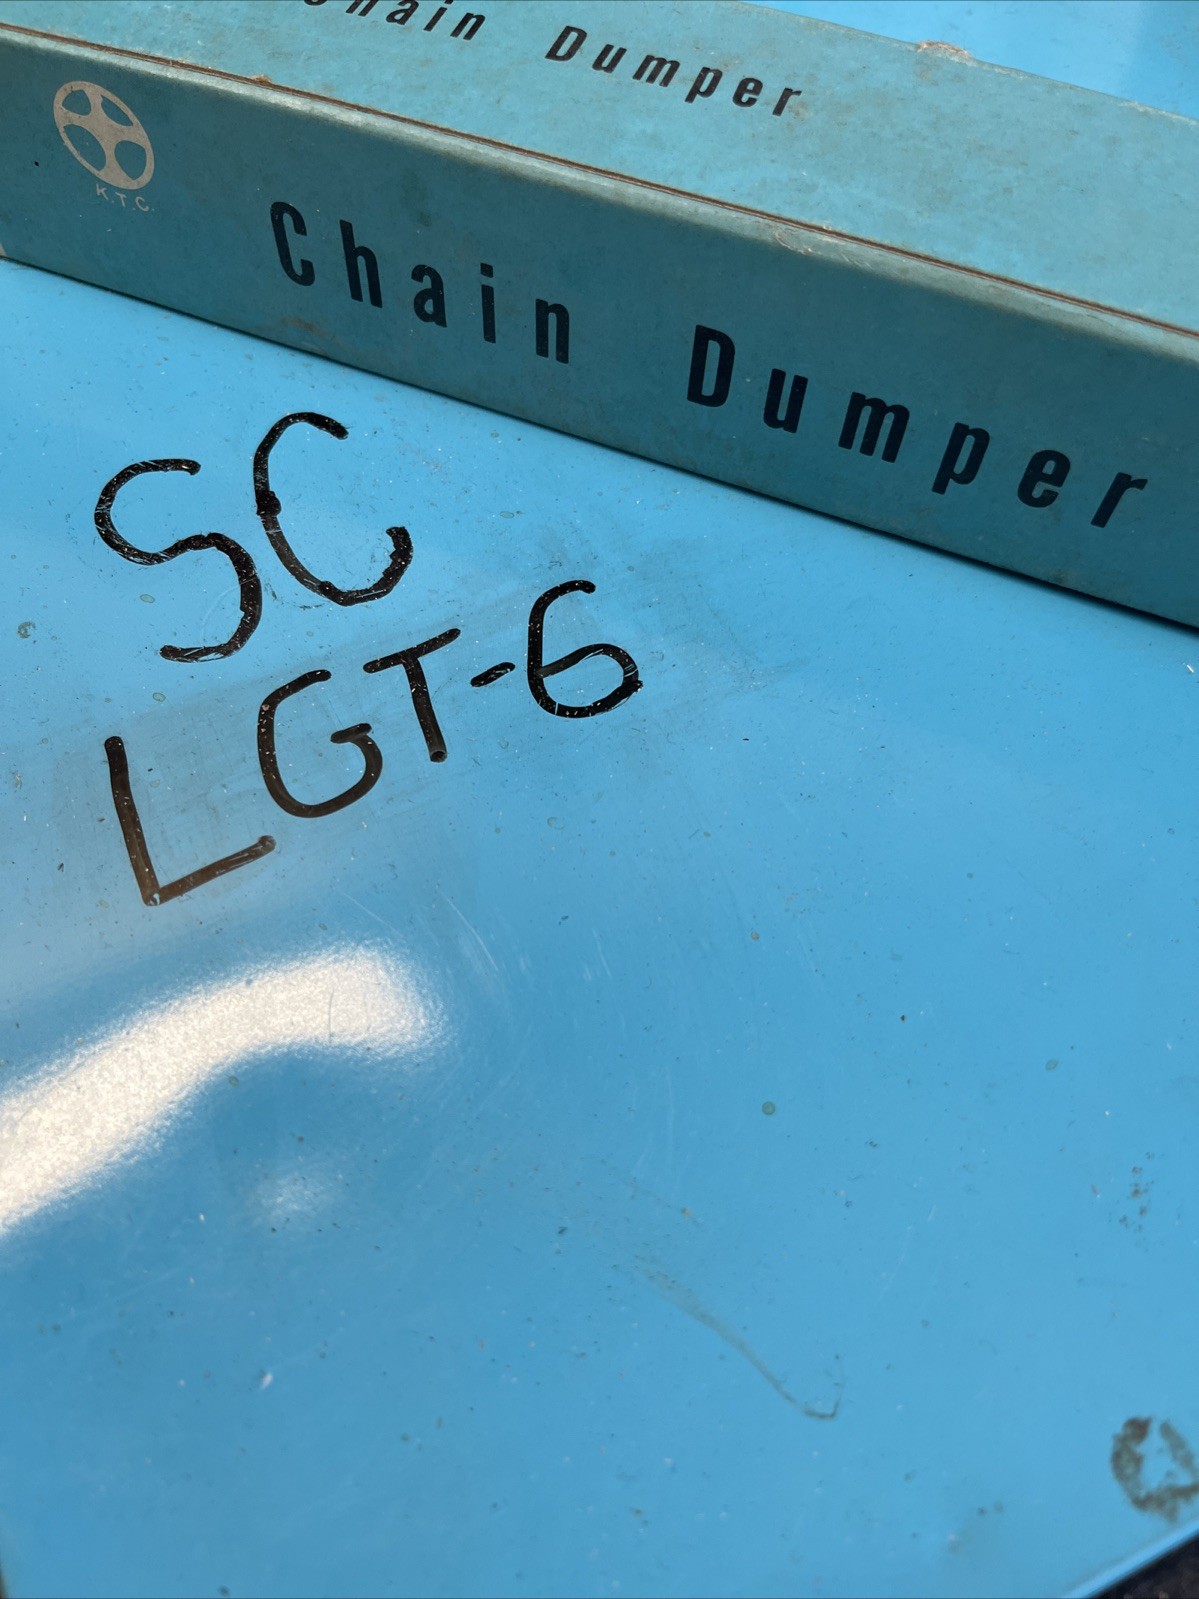 Chain Dumper
K.T.C.
Chain Dumper
SC
LGT-6